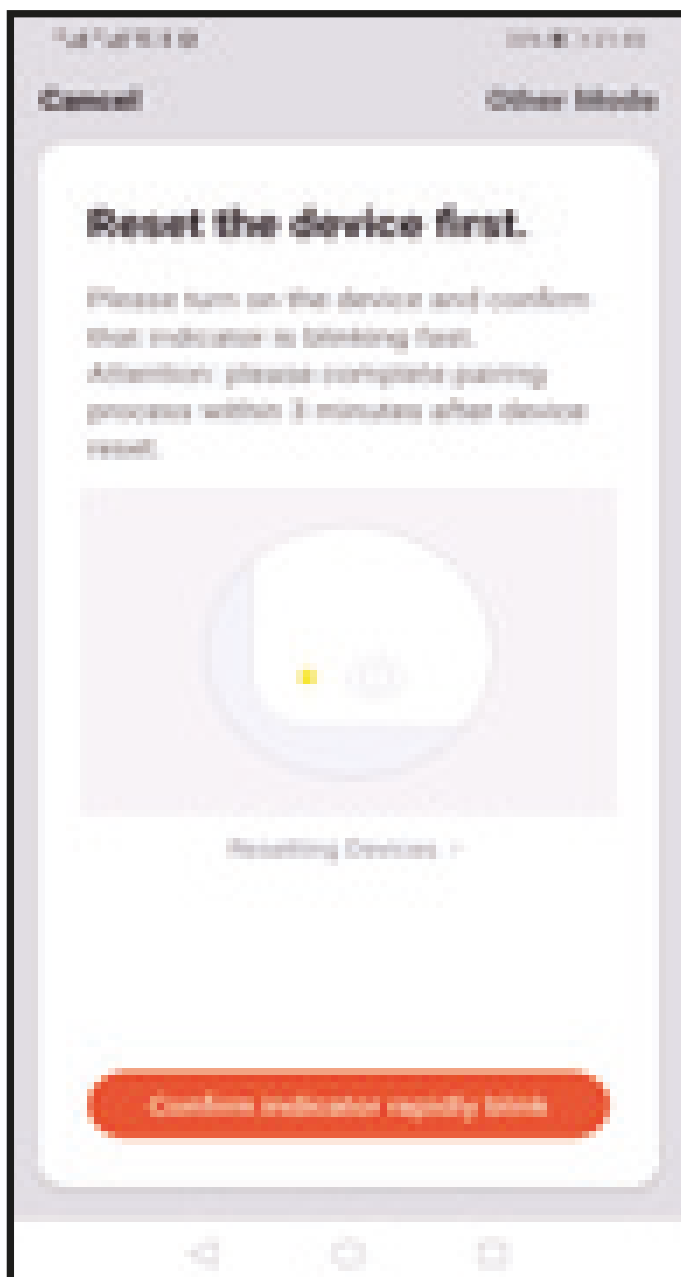 Cancel
Other Mode
Reset the device first.
Please turn on the device and confirm
that indicator is blinking fast.
Attention: please complete pairing
process within 3 minutes after device
reset.
Resetting Devices >
Confirm indicator rapidly blink